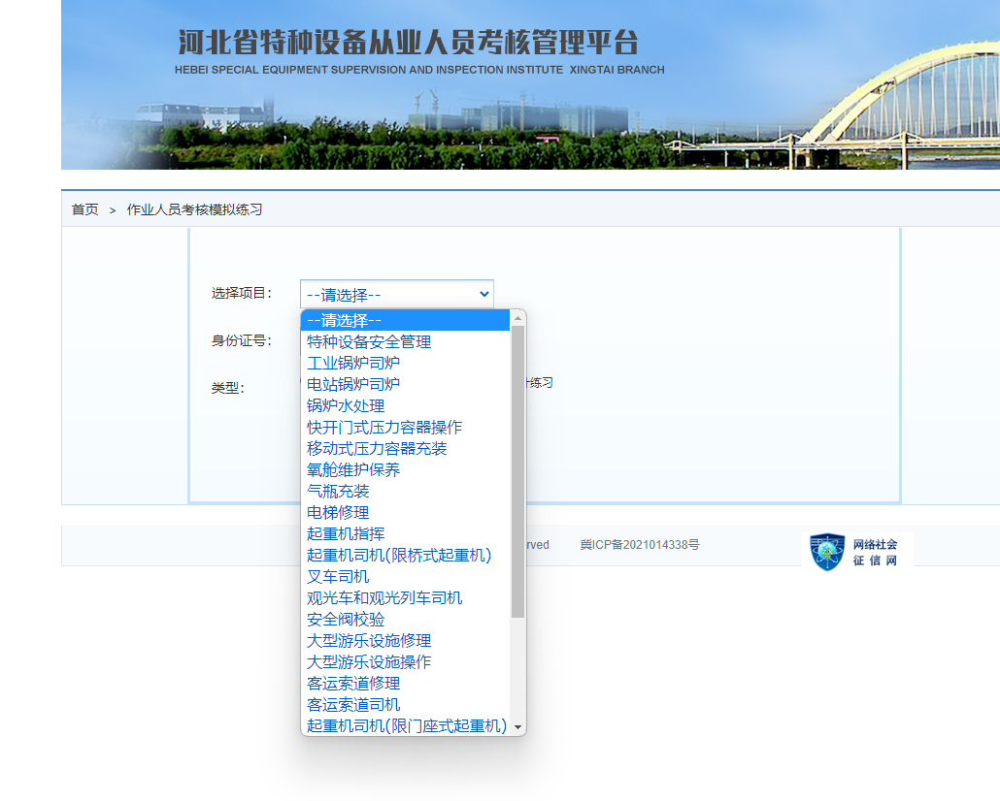 河北省特种设备从业人员考核管理平台
HEBEI SPECIAL EQUIPMENT SUPERVISION AND INSPECTION INSTITUTE XINGTAI BRANCH
首页 > 作业人员考核模拟练习
选择项目:
--请选择--
--请选择--
特种设备安全管理
工业锅炉司炉
身份证号:
电站锅炉司炉
类型:
练习
锅炉水处理
快开门式压力容器操作
移动式压力容器充装
氧舱维护保养
气瓶充装
电梯修理
起重机指挥
起重机司机(限桥式起重机)
叉车司机
观光车和观光列车司机
安全阀校验
大型游乐设施修理
大型游乐设施操作
客运索道修理
客运索道司机
起重机司机(限门座式起重机)
rved 冀ICP备2021014338号
网络社会
征信网